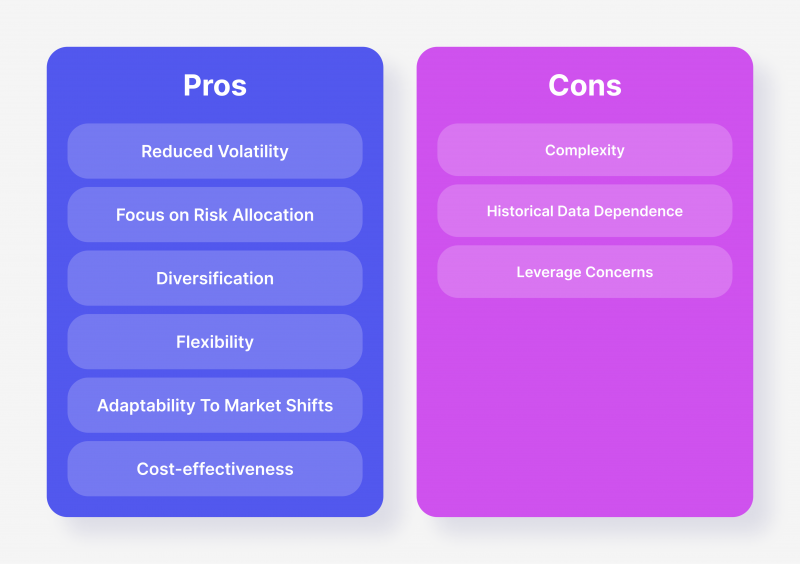 Pros
Reduced Volatility
Focus on Risk Allocation
Diversification
Flexibility
Adaptability To Market Shifts
Cost-effectiveness
Cons
Complexity
Historical Data Dependence
Leverage Concerns